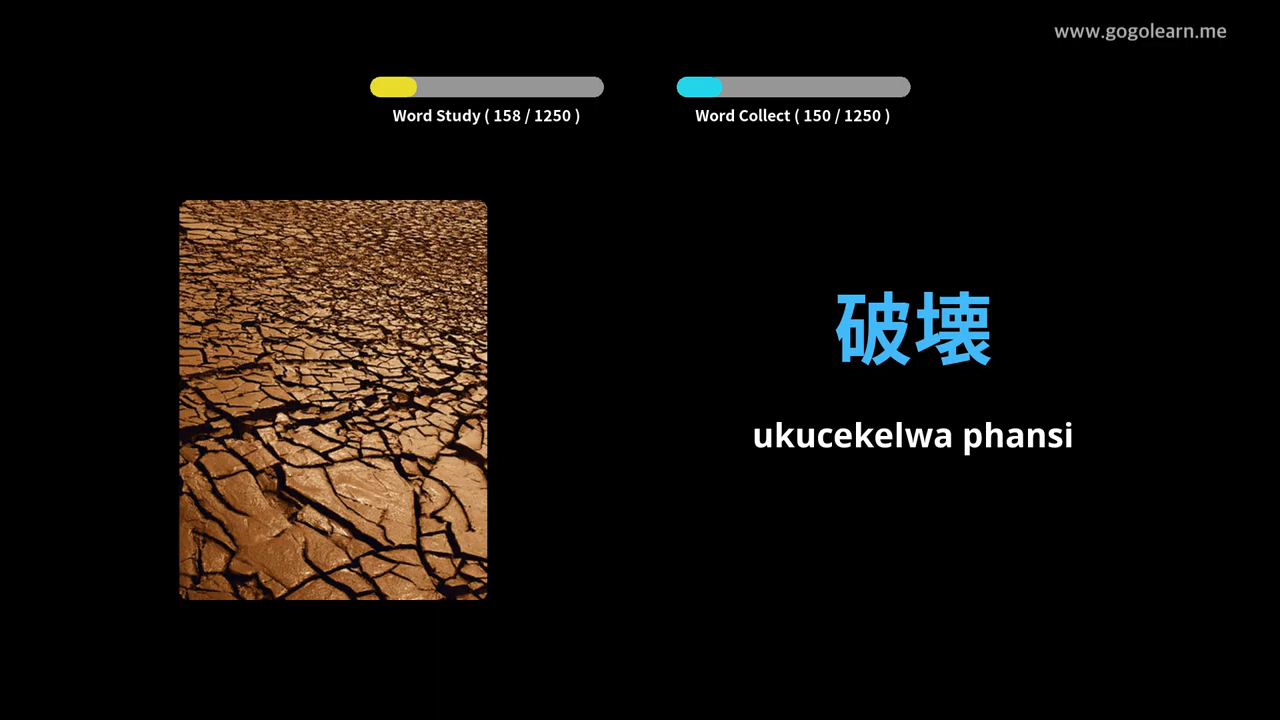 www.gogolearn.me
Word Study ( 158 / 1250 )
Word Collect ( 150 / 1250 )
破壊
ukucekelwa phansi